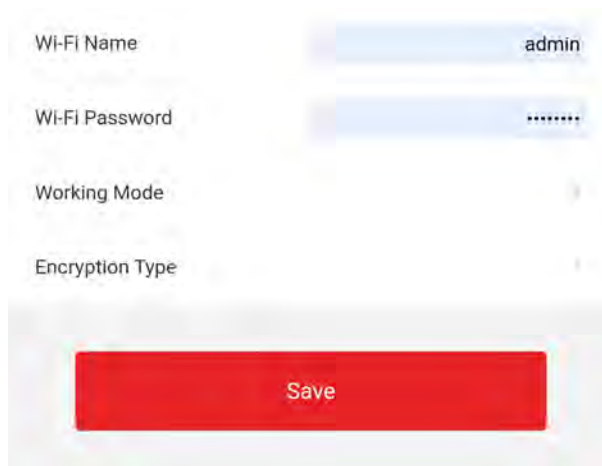 Wi-Fi Name admin
Wi-Fi Password ••••••••
Working Mode
Encryption Type
Save